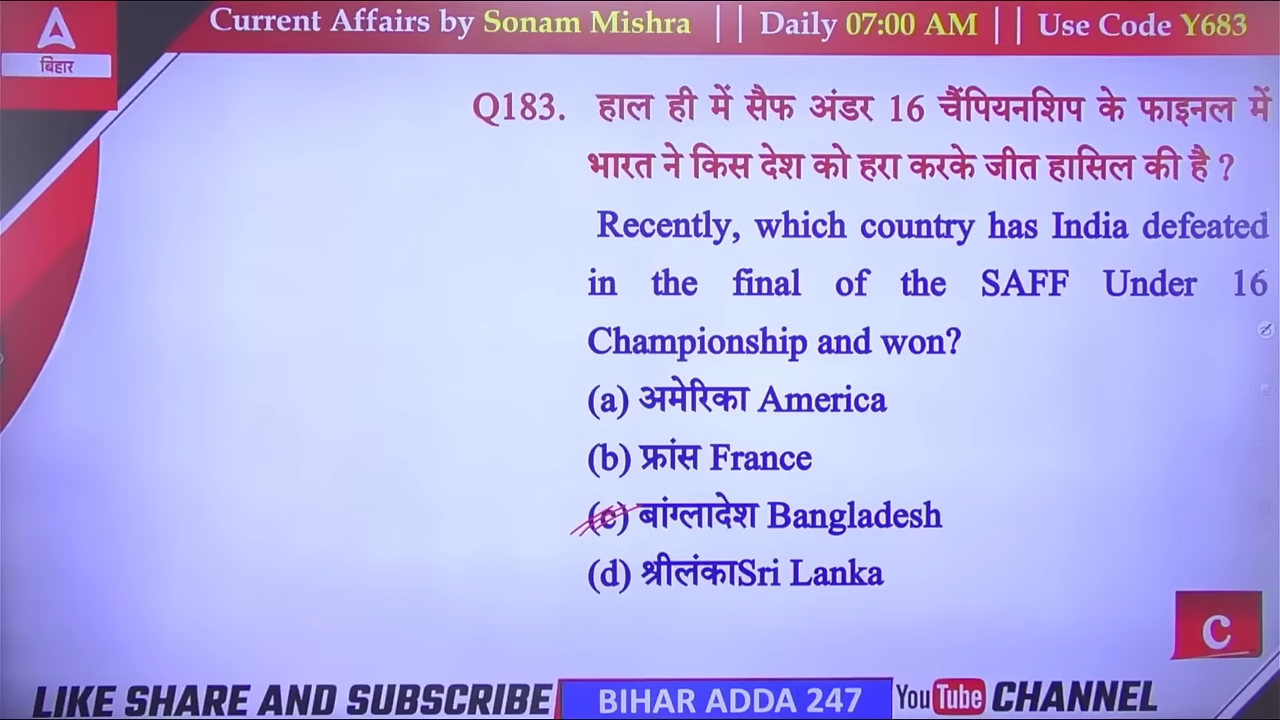 Current Affairs by Sonam Mishra || Daily 07:00 AM || Use Code Y683
बिहार
Q183. हाल ही में सैफ अंडर 16 चैंपियनशिप के फाइनल में
भारत ने किस देश को हरा करके जीत हासिल की है ?
Recently, which country has India defeated
in the final of the SAFF Under 16
Championship and won?
(a) अमेरिका America
(b) फ्रांस France
(c) बांग्लादेश Bangladesh
(d) श्रीलंकाSri Lanka
C
LIKE SHARE AND SUBSCRIBE BIHAR ADDA 247 YouTube CHANNEL